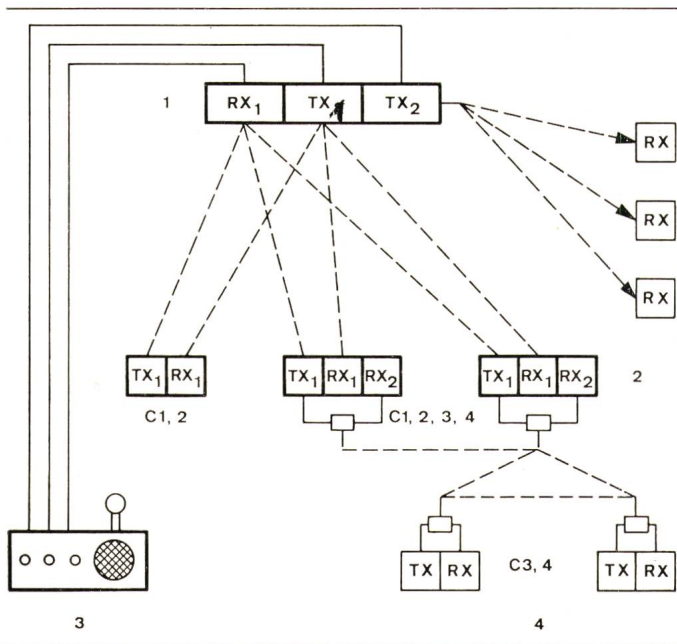 1 RX1 TX TX2
RX
RX
RX
TX1 RX1 TX1 RX1 RX2 TX1 RX1 RX2 2
C1, 2 C1, 2, 3, 4
TX RX C3, 4 TX RX
3 4